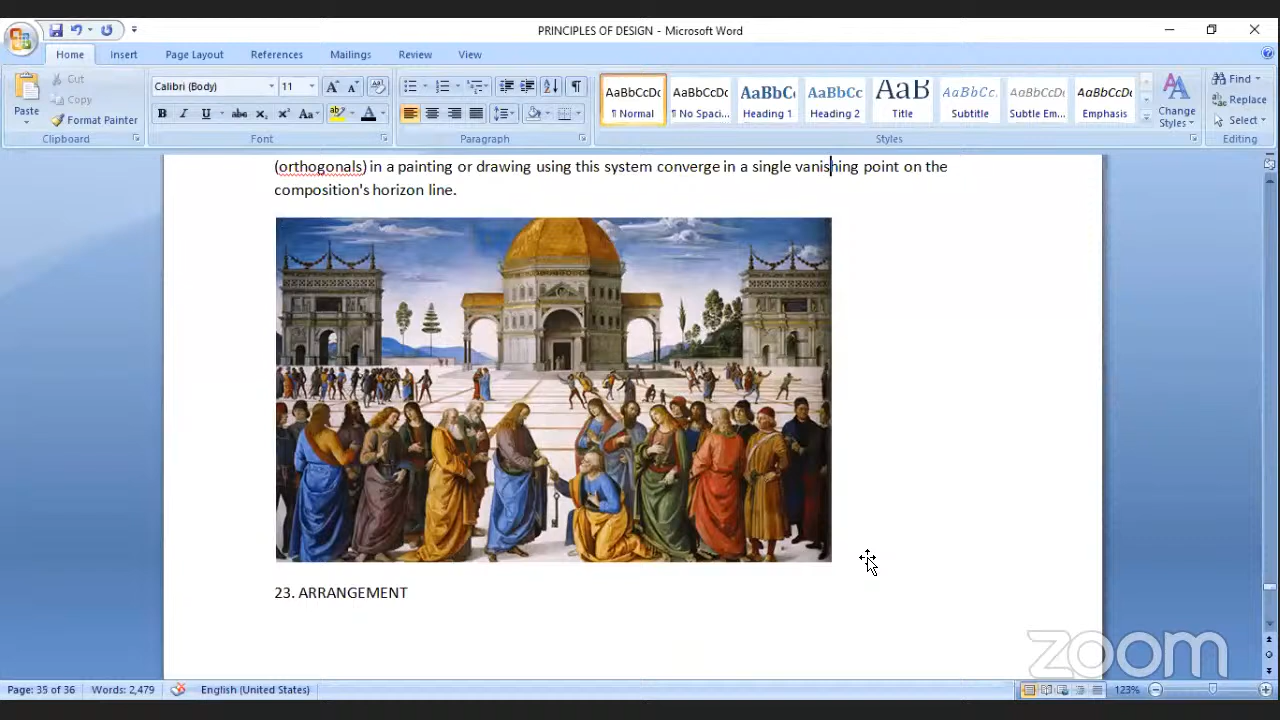 PRINCIPLES OF DESIGN - Microsoft Word
Home Insert Page Layout References Mailings Review View
Cut
Copy
Format Painter
Paste
Clipboard
Calibri (Body) 11
B I U abc X₂ X² Aa A
Font
Paragraph
AaBbCcDc AaBbCcDc AaBbC AaBbCc AaB AaBbCc. AaBbCcDc AaBbCcDc
¶ Normal ¶ No Spaci... Heading 1 Heading 2 Title Subtitle Subtle Em... Emphasis
Change
Styles
Styles
Find
Replace
Select
Editing
(orthogonals) in a painting or drawing using this system converge in a single vanishing point on the
composition's horizon line.
23. ARRANGEMENT
zoom
Page: 35 of 36 Words: 2,479 English (United States) 123%